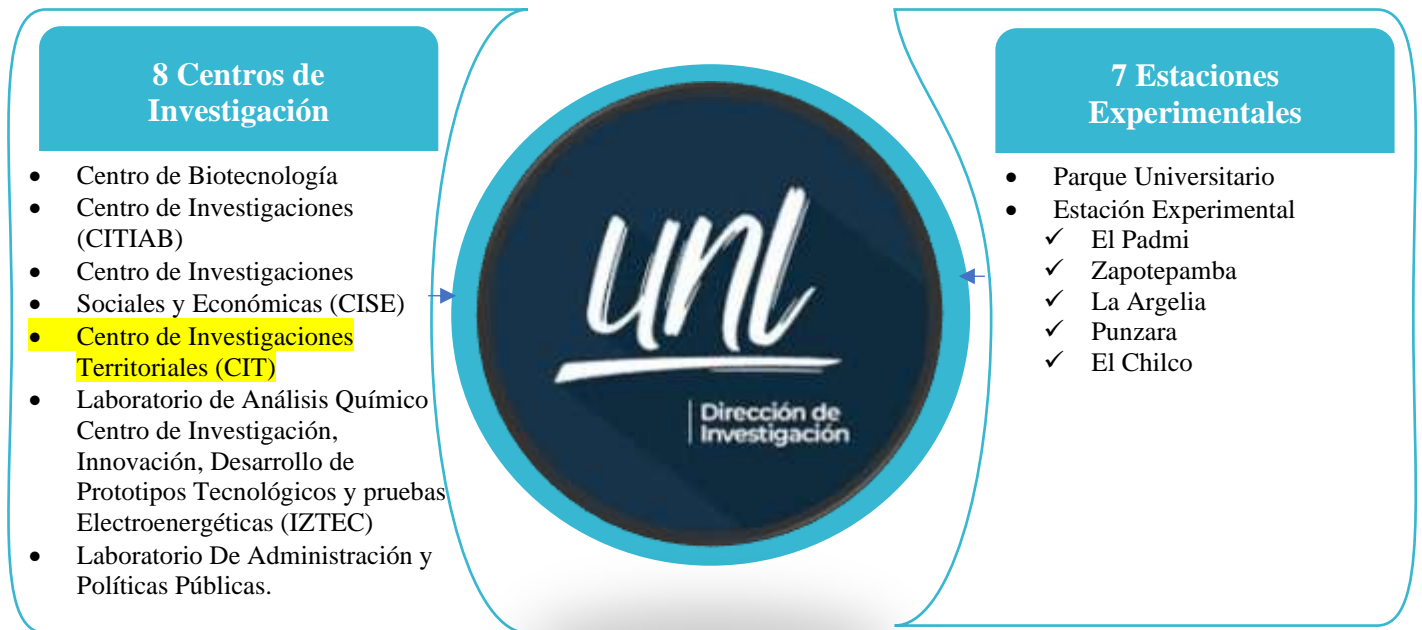 8 Centros de
Investigación
• Centro de Biotecnología
• Centro de Investigaciones
(CITIAB)
• Centro de Investigaciones
• Sociales y Económicas (CISE)
• Centro de Investigaciones
Territoriales (CIT)
• Laboratorio de Análisis Químico
Centro de Investigación,
Innovación, Desarrollo de
Prototipos Tecnológicos y pruebas
Electroenergéticas (IZTEC)
• Laboratorio De Administración y
Políticas Públicas.
unl
Dirección de
Investigación
7 Estaciones
Experimentales
• Parque Universitario
• Estación Experimental
✓ El Padmi
✓ Zapotepamba
✓ La Argelia
✓ Punzara
✓ El Chilco